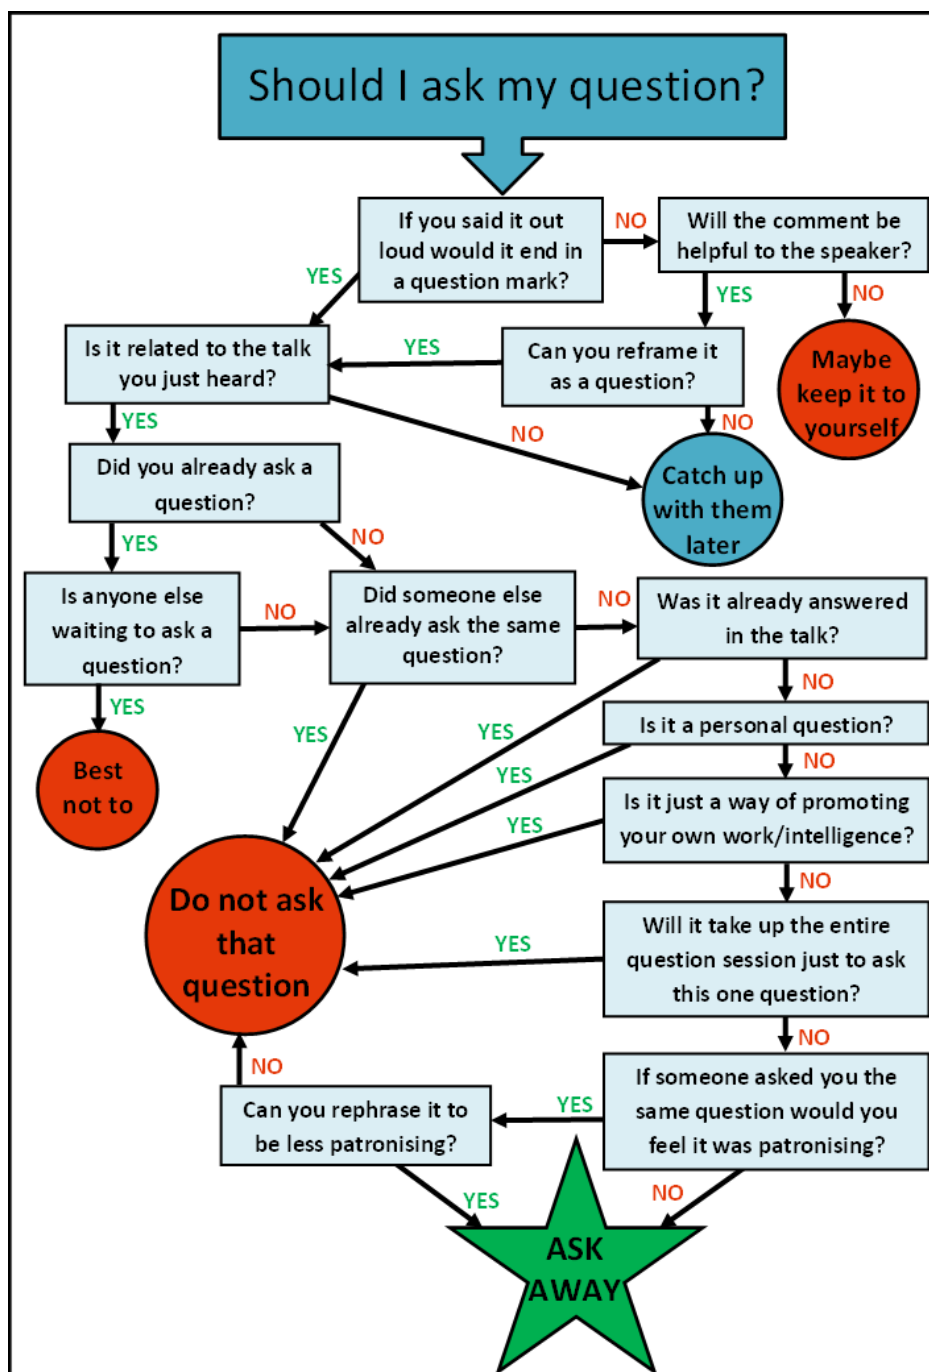 Should I ask my question?
If you said it out
loud would it end in
a question mark?
NO
Will the comment be
helpful to the speaker?
YES
YES
NO
Is it related to the talk
you just heard?
YES
Can you reframe it
as a question?
Maybe
keep it to
yourself
YES
NO
NO
Did you already ask a
question?
Catch up
with them
later
YES
NO
Is anyone else
waiting to ask a
question?
NO
Did someone else
already ask the same
question?
NO
Was it already answered
in the talk?
YES
YES
YES
NO
Is it a personal question?
Best
not to
YES
NO
Is it just a way of promoting
your own work/intelligence?
YES
NO
Do not ask
that
question
Will it take up the entire
question session just to ask
this one question?
YES
NO
If someone asked you the
same question would you
feel it was patronising?
YES
Can you rephrase it to
be less patronising?
NO
YES
NO
ASK
AWAY